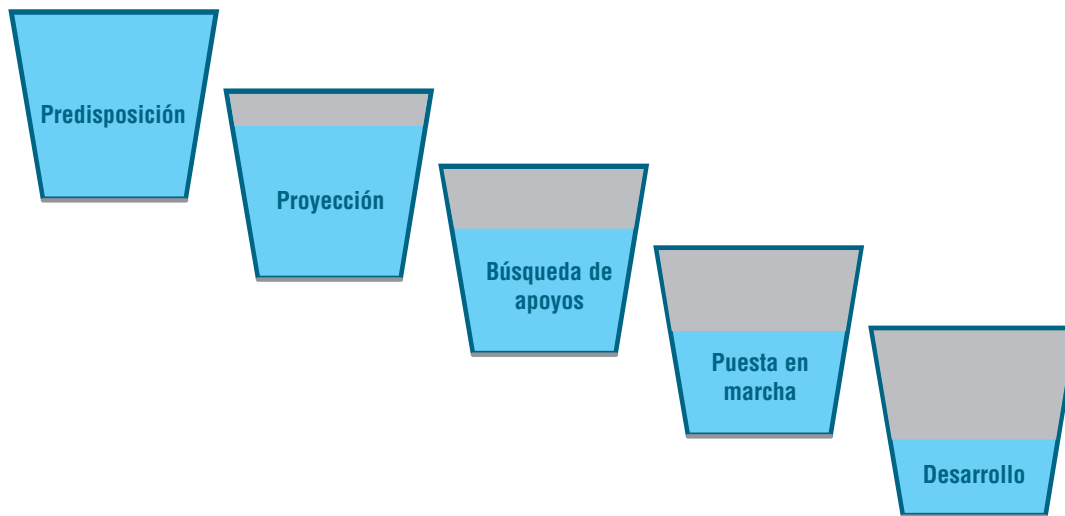 Predisposición
Proyección
Búsqueda de
apoyos
Puesta en
marcha
Desarrollo